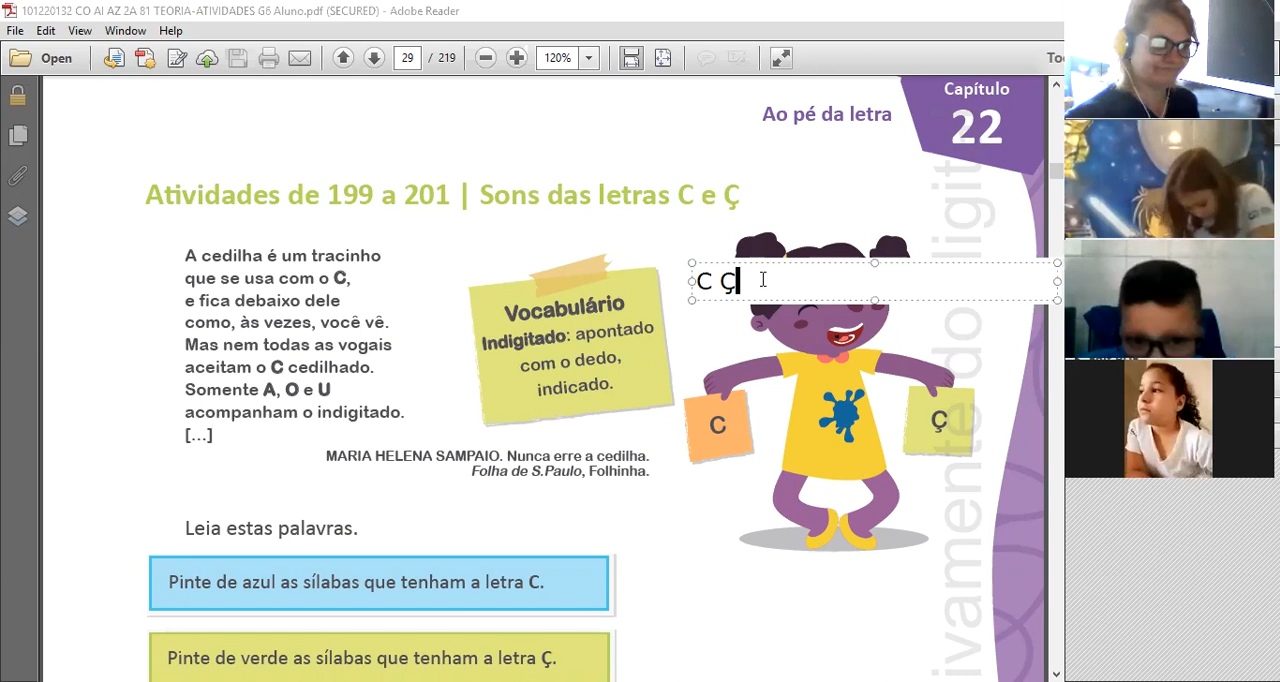 101220132 CO AI AZ 2A 81 TEORIA-ATIVIDADES G6 Aluno.pdf (SECURED) - Adobe Reader
File Edit View Window Help
Open 29 / 219 120%
Capítulo
22
Ao pé da letra
Atividades de 199 a 201 | Sons das letras C e Ç
A cedilha é um tracinho
que se usa com o C,
e fica debaixo dele
como, às vezes, você vê.
Mas nem todas as vogais
aceitam o C cedilhado.
Somente A, O e U
acompanham o indigitado.
[...]
MARIA HELENA SAMPAIO. Nunca erre a cedilha.
Folha de S.Paulo, Folhinha.
Vocabulário
Indigitado: apontado
com o dedo,
indicado.
C Ç
C
Ç
Leia estas palavras.
Pinte de azul as sílabas que tenham a letra C.
Pinte de verde as sílabas que tenham a letra Ç.
ivamente do ligit